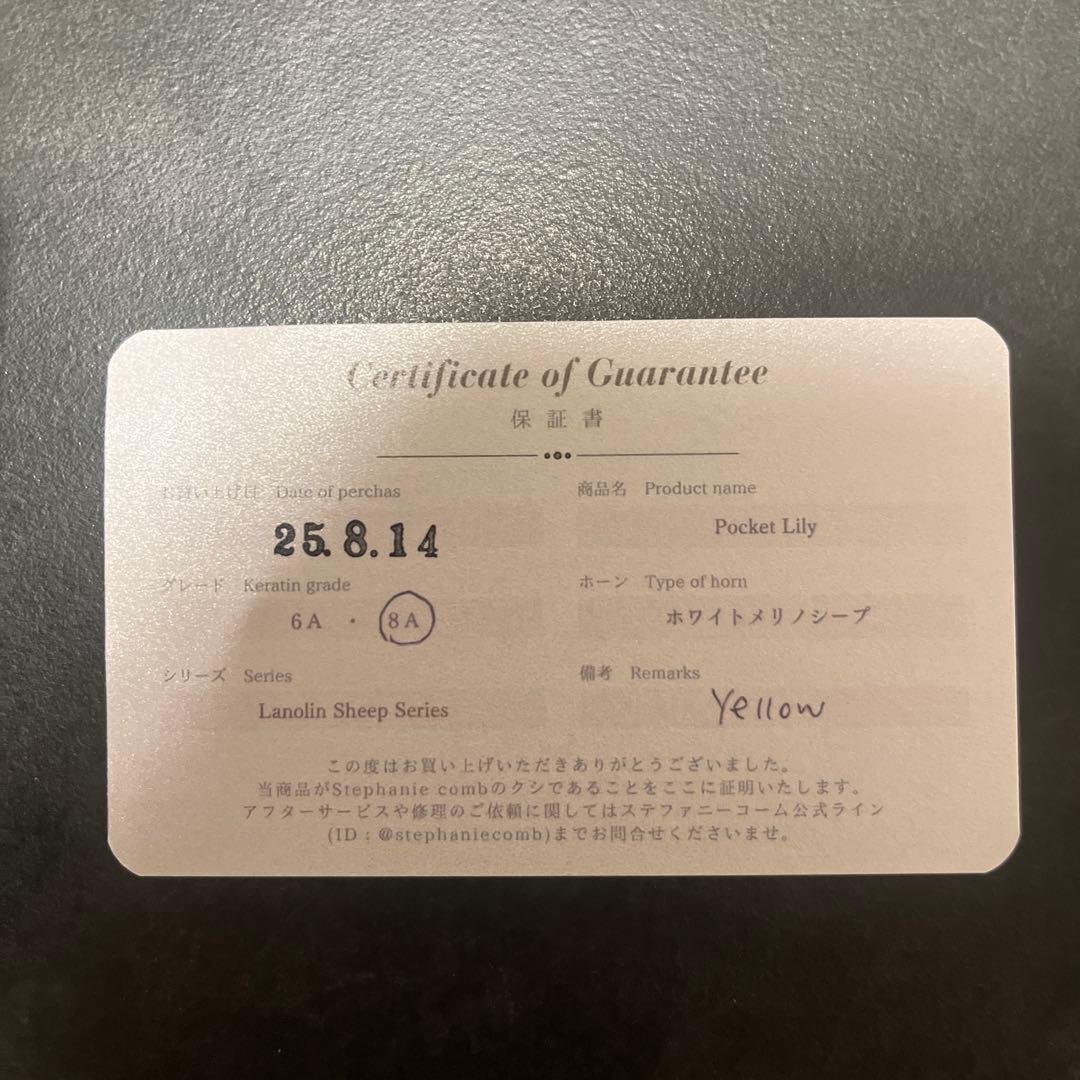 Certificate of Guarantee
保証書
お買い上げ日 Date of perchas
25.8.14
商品名 Product name
Pocket Lily
グレード Keratin grade
6A ・ 8A
ホーン Type of horn
ホワイトメリノシープ
シリーズ Series
Lanolin Sheep Series
備考 Remarks
Yellow
この度はお買い上げいただきありがとうございました。
当商品がStephanie combのクシであることをここに証明いたします。
アフターサービスや修理のご依頼に関してはステファニーコーム公式ライン
(ID : @stephaniecomb)までお問合せくださいませ。